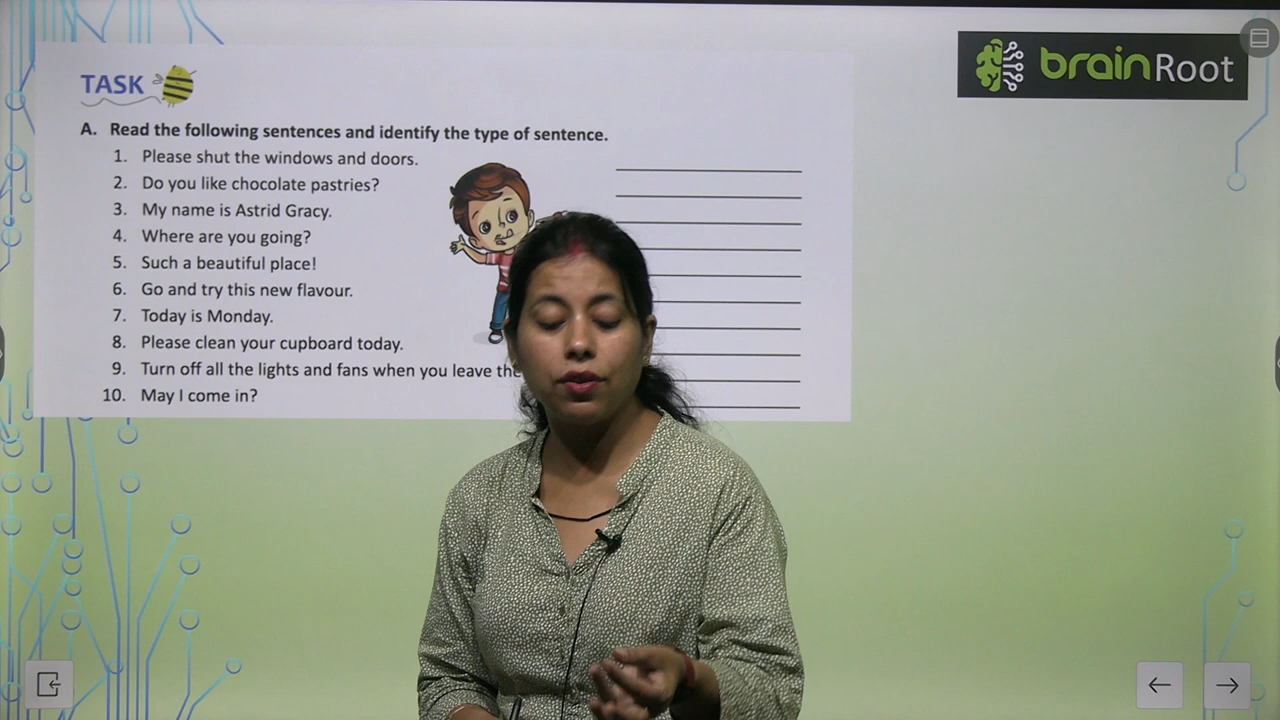 brainRoot
TASK
A. Read the following sentences and identify the type of sentence.
1. Please shut the windows and doors.
2. Do you like chocolate pastries?
3. My name is Astrid Gracy.
4. Where are you going?
5. Such a beautiful place!
6. Go and try this new flavour.
7. Today is Monday.
8. Please clean your cupboard today.
9. Turn off all the lights and fans when you leave the
10. May I come in?